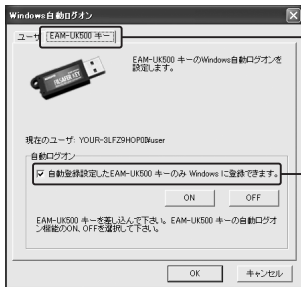 Windows自動ログオン
ユーザ
EAM-UK500 キー
EAM-UK500 キーのWindows自動ログオンを
設定します。
現在のユーザ: YOUR-3LFZ9HOP0D¥user
自動ログオン
自動登録設定したEAM-UK500 キーのみ Windows に登録できます。
ON
OFF
EAM-UK500 キーを差し込んで下さい。EAM-UK500 キーの自動ログオ
ン機能のON、OFFを選択して下さい。
OK
キャンセル